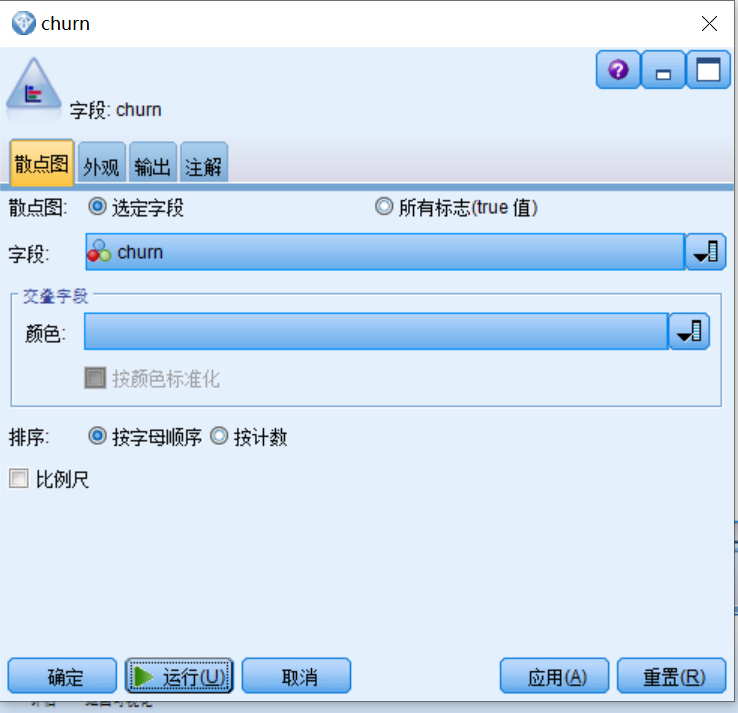 churn
字段: churn
散点图 外观 输出 注解
散点图: 选定字段 所有标志(true 值)
字段: churn
交叠字段
颜色:
按颜色标准化
排序: 按字母顺序 按计数
比例尺
确定 运行(U) 取消 应用(A) 重置(R)